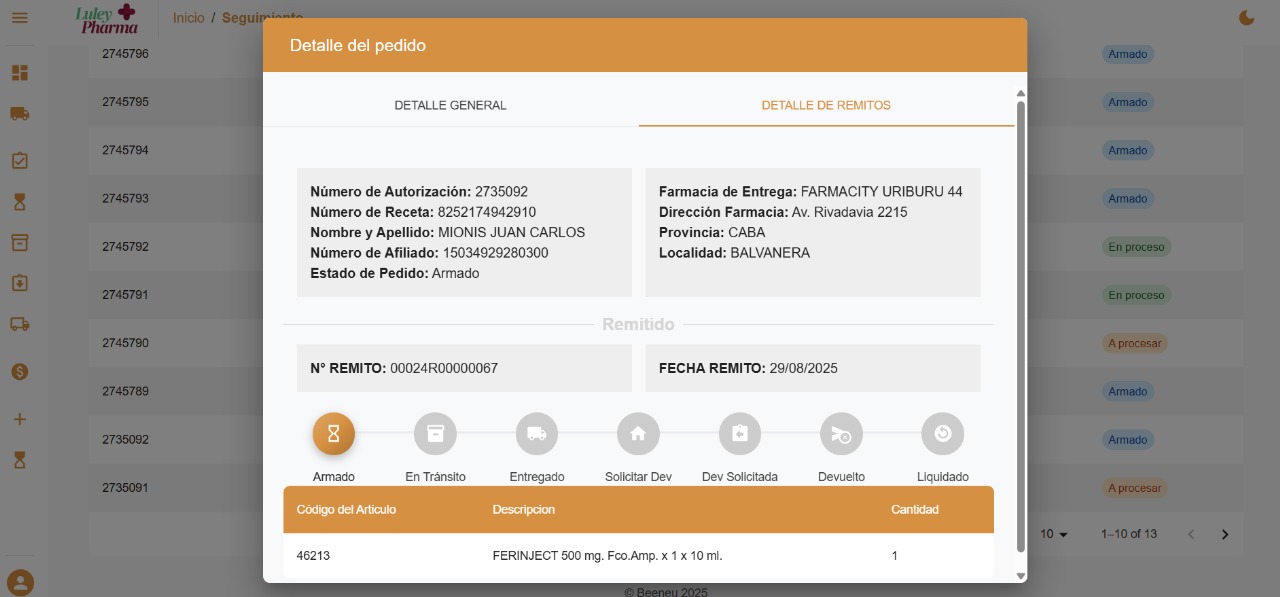 Luley Pharma
Inicio / Seguimiento
Detalle del pedido
DETALLE GENERAL
DETALLE DE REMITOS
Número de Autorización: 2735092
Número de Receta: 8252174942910
Nombre y Apellido: MIONIS JUAN CARLOS
Número de Afiliado: 15034929280300
Estado de Pedido: Armado
Farmacia de Entrega: FARMACITY URIBURU 44
Dirección Farmacia: Av. Rivadavia 2215
Provincia: CABA
Localidad: BALVANERA
Remitido
N° REMITO: 00024R00000067
FECHA REMITO: 29/08/2025
Armado
En Tránsito
Entregado
Solicitar Dev
Dev Solicitada
Devuelto
Liquidado
Código del Articulo
Descripcion
Cantidad
46213
FERINJECT 500 mg. Fco.Amp. x 1 x 10 ml.
1
2745796
Armado
2745795
Armado
2745794
Armado
2745793
Armado
2745792
En proceso
2745791
En proceso
2745790
A procesar
2745789
Armado
2735092
Armado
2735091
A procesar
10
1–10 of 13
© Beeneu 2025